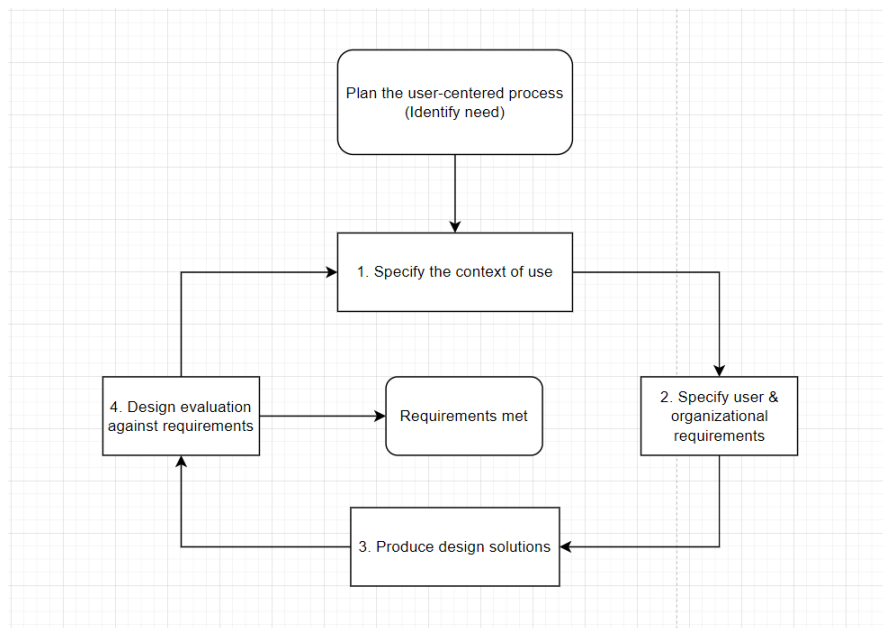 Plan the user-centered process
(Identify need)
1. Specify the context of use
4. Design evaluation
against requirements
Requirements met
2. Specify user &
organizational
requirements
3. Produce design solutions